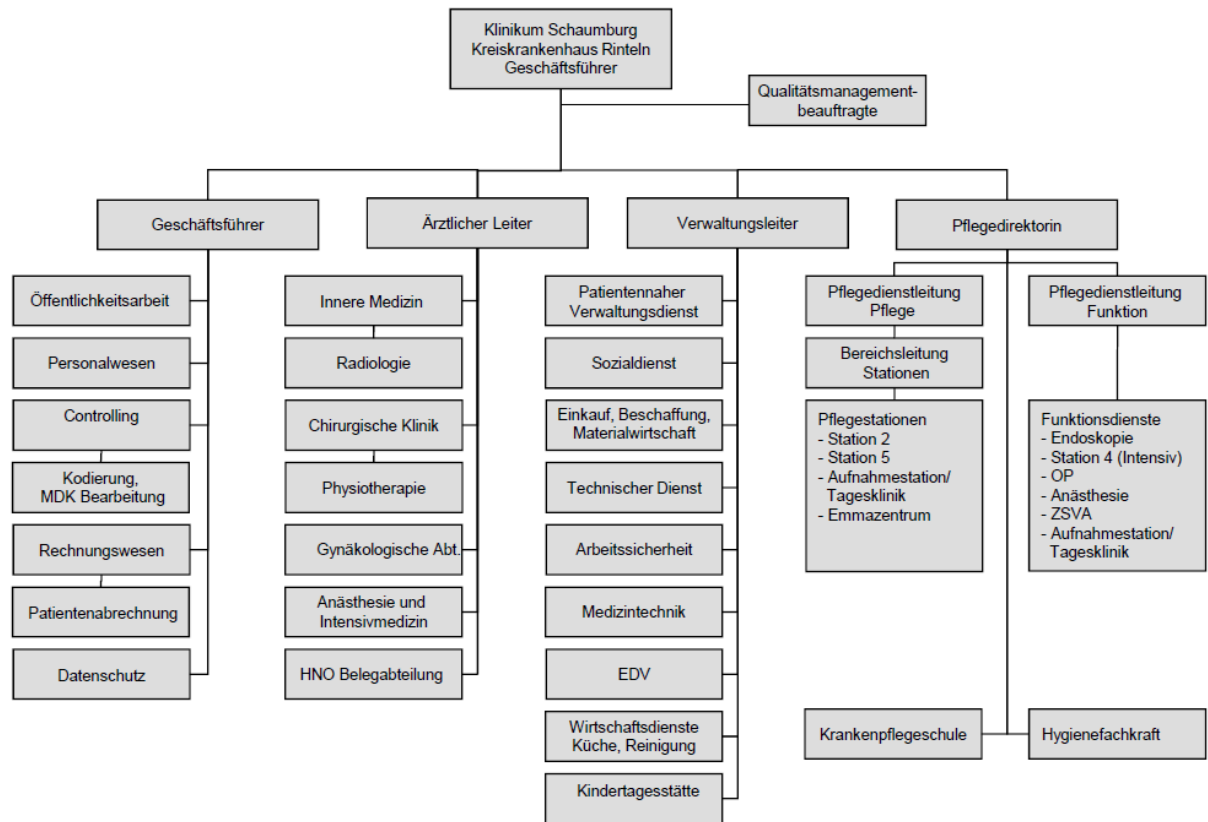 Klinikum Schaumburg
Kreiskrankenhaus Rinteln
Geschäftsführer
Qualitätsmanagement-
beauftragte
Geschäftsführer
Öffentlichkeitsarbeit
Personalwesen
Controlling
Kodierung,
MDK Bearbeitung
Rechnungswesen
Patientenabrechnung
Datenschutz
Ärztlicher Leiter
Innere Medizin
Radiologie
Chirurgische Klinik
Physiotherapie
Gynäkologische Abt.
Anästhesie und
Intensivmedizin
HNO Belegabteilung
Verwaltungsleiter
Patientennaher
Verwaltungsdienst
Sozialdienst
Einkauf, Beschaffung,
Materialwirtschaft
Technischer Dienst
Arbeitssicherheit
Medizintechnik
EDV
Wirtschaftsdienste
Küche, Reinigung
Kindertagesstätte
Pflegedirektorin
Pflegedienstleitung
Pflege
Bereichsleitung
Stationen
Pflegestationen
- Station 2
- Station 5
- Aufnahmestation/
Tagesklinik
- Emmazentrum
Pflegedienstleitung
Funktion
Funktionsdienste
- Endoskopie
- Station 4 (Intensiv)
- OP
- Anästhesie
- ZSVA
- Aufnahmestation/
Tagesklinik
Krankenpflegeschule
Hygienefachkraft